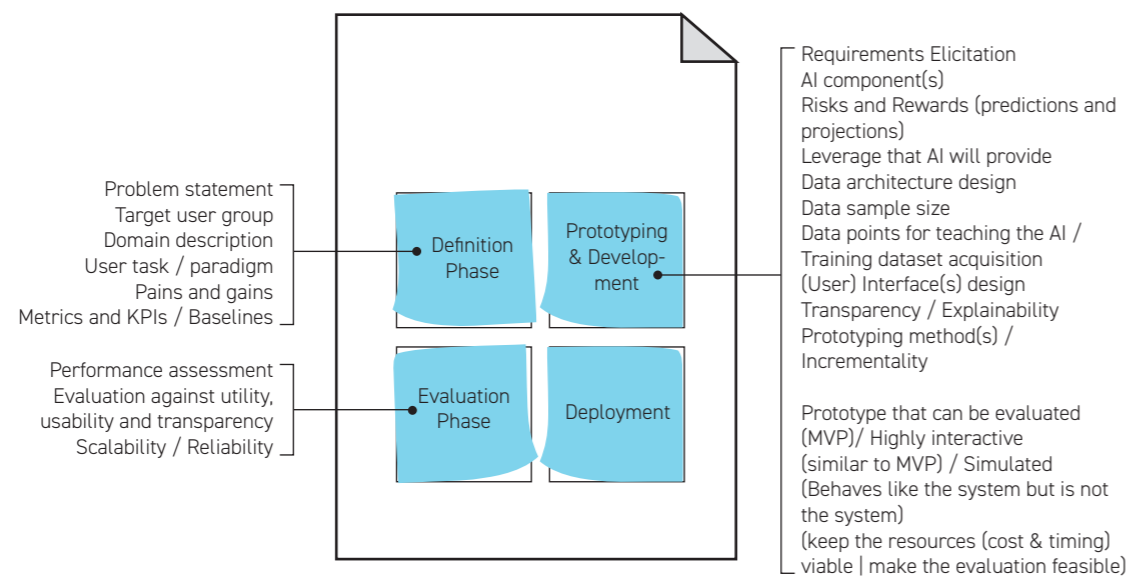 Problem statement
Target user group
Domain description
User task / paradigm
Pains and gains
Metrics and KPIs / Baselines
Performance assessment
Evaluation against utility,
usability and transparency
Scalability / Reliability
Definition
Phase
Prototyping
& Develop-
ment
Evaluation
Phase
Deployment
Requirements Elicitation
AI component(s)
Risks and Rewards (predictions and
projections)
Leverage that AI will provide
Data architecture design
Data sample size
Data points for teaching the AI /
Training dataset acquisition
(User) Interface(s) design
Transparency / Explainability
Prototyping method(s) /
Incrementality
Prototype that can be evaluated
(MVP)/ Highly interactive
(similar to MVP) / Simulated
(Behaves like the system but is not
the system)
(keep the resources (cost & timing)
viable | make the evaluation feasible)